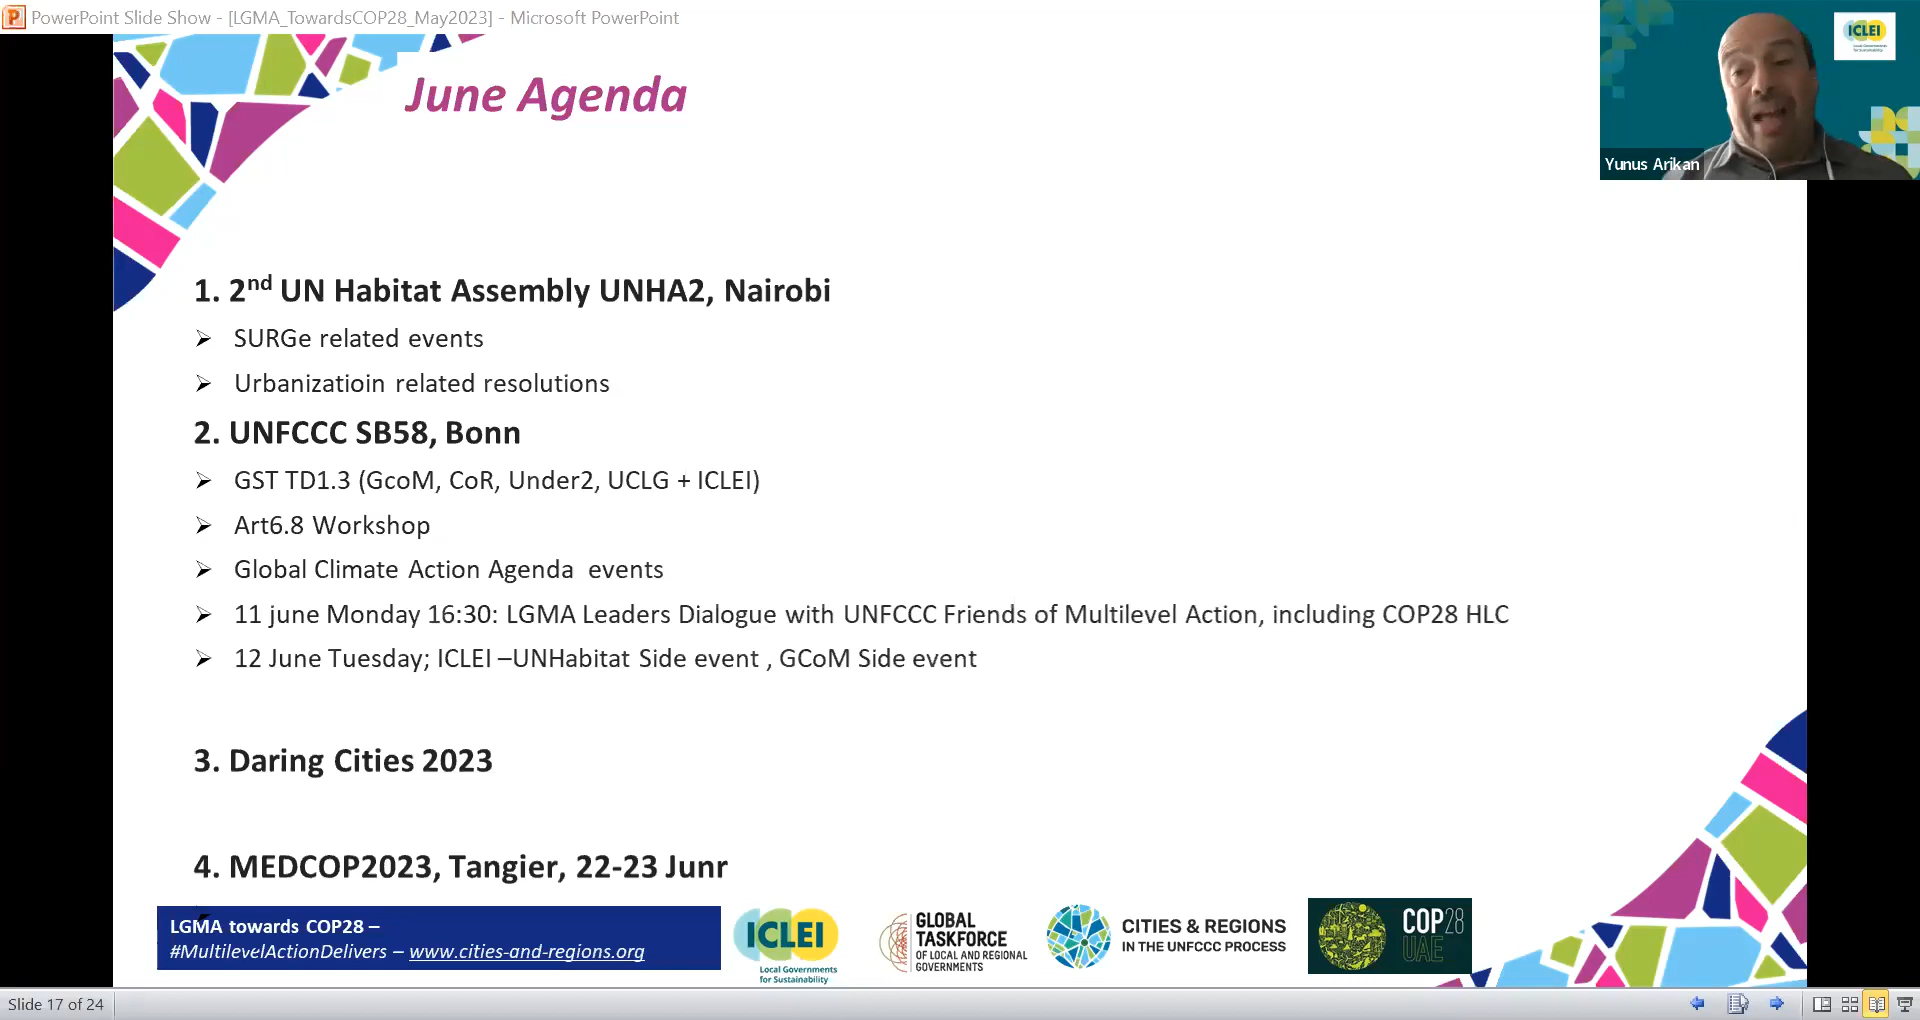 PowerPoint Slide Show - [LGMA_TowardsCOP28_May2023] - Microsoft PowerPoint
ICLEI
Local Governments
for Sustainability
Yunus Arikan
June Agenda
1. 2nd UN Habitat Assembly UNHA2, Nairobi
➢ SURGe related events
➢ Urbanizatioin related resolutions
2. UNFCCC SB58, Bonn
➢ GST TD1.3 (GcoM, CoR, Under2, UCLG + ICLEI)
➢ Art6.8 Workshop
➢ Global Climate Action Agenda  events
➢ 11 june Monday 16:30: LGMA Leaders Dialogue with UNFCCC Friends of Multilevel Action, including COP28 HLC
➢ 12 June Tuesday; ICLEI –UNHabitat Side event , GCoM Side event
3. Daring Cities 2023
4. MEDCOP2023, Tangier, 22-23 Junr
LGMA towards COP28 –
#MultilevelActionDelivers – www.cities-and-regions.org
ICLEI
Local Governments
for Sustainability
GLOBAL
TASKFORCE
OF LOCAL AND REGIONAL
GOVERNMENTS
CITIES & REGIONS
IN THE UNFCCC PROCESS
COP28
UAE
Slide 17 of 24